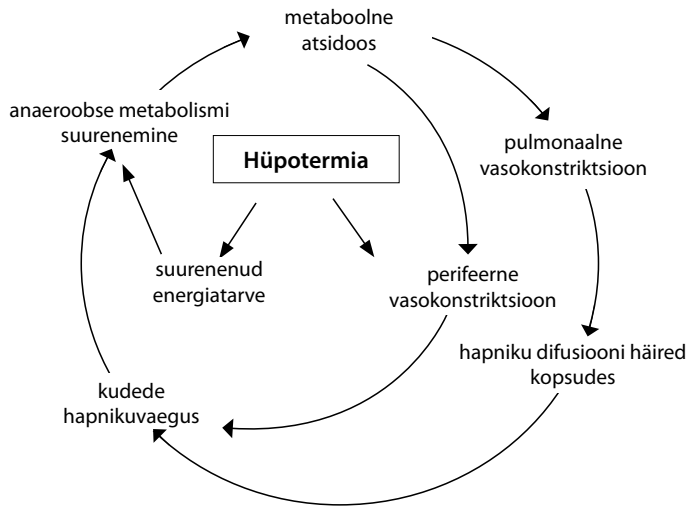 metaboolne
atsidoos
anaeroobse metabolismi
suurenemine
pulmonaalne
vasokonstriktsioon
Hüpotermia
suurenenud
energiatarve
perifeerne
vasokonstriktsioon
hapniku difusiooni häired
kopsudes
kudede
hapnikuvaegus